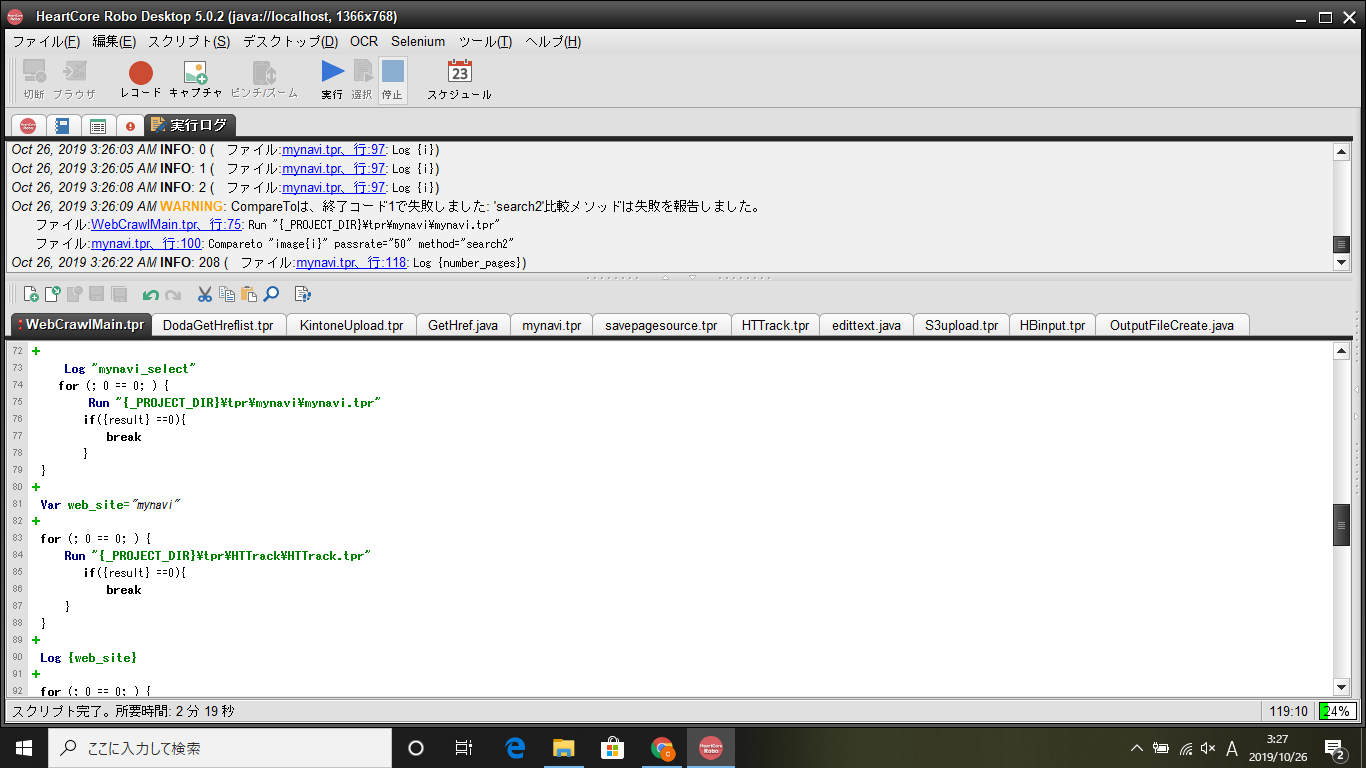 HeartCore Robo Desktop 5.0.2 (java://localhost, 1366x768)
ファイル(F) 編集(E) スクリプト(S) デスクトップ(D) OCR Selenium ツール(T) ヘルプ(H)
23
切断 ブラウザ レコード キャプチャ ピンチ/ズーム 実行 選択 停止 スケジュール
HeartCore Robo 実行ログ
Oct 26, 2019 3:26:03 AM INFO: 0 ( ファイル:mynavi.tpr、行:97: Log {i})
Oct 26, 2019 3:26:05 AM INFO: 1 ( ファイル:mynavi.tpr、行:97: Log {i})
Oct 26, 2019 3:26:08 AM INFO: 2 ( ファイル:mynavi.tpr、行:97: Log {i})
Oct 26, 2019 3:26:09 AM WARNING: CompareToは、終了コード1で失敗しました: 'search2'比較メソッドは失敗を報告しました。
ファイル:WebCrawlMain.tpr、行:75: Run "{_PROJECT_DIR}¥tpr¥mynavi¥mynavi.tpr"
ファイル:mynavi.tpr、行:100: Compareto "image{i}" passrate="50" method="search2"
Oct 26, 2019 3:26:22 AM INFO: 208 ( ファイル:mynavi.tpr、行:118: Log {number_pages})
WebCrawlMain.tpr DodaGetHreflist.tpr KintoneUpload.tpr GetHref.java mynavi.tpr savepagesource.tpr HTTrack.tpr edittext.java S3upload.tpr HBinput.tpr OutputFileCreate.java
72 +
73 Log "mynavi_select"
74 for (; 0 == 0; ) {
75 Run "{_PROJECT_DIR}¥tpr¥mynavi¥mynavi.tpr"
76 if({result} ==0){
77 break
78 }
79 }
80 +
81 Var web_site="mynavi"
82 +
83 for (; 0 == 0; ) {
84 Run "{_PROJECT_DIR}¥tpr¥HTTrack¥HTTrack.tpr"
85 if({result} ==0){
86 break
87 }
88 }
89 +
90 Log {web_site}
91 +
92 for (; 0 == 0; ) {
スクリプト完了。所要時間: 2 分 19 秒 119:10 24%
ここに入力して検索 HeartCore Robo A 3:27
2019/10/26 2